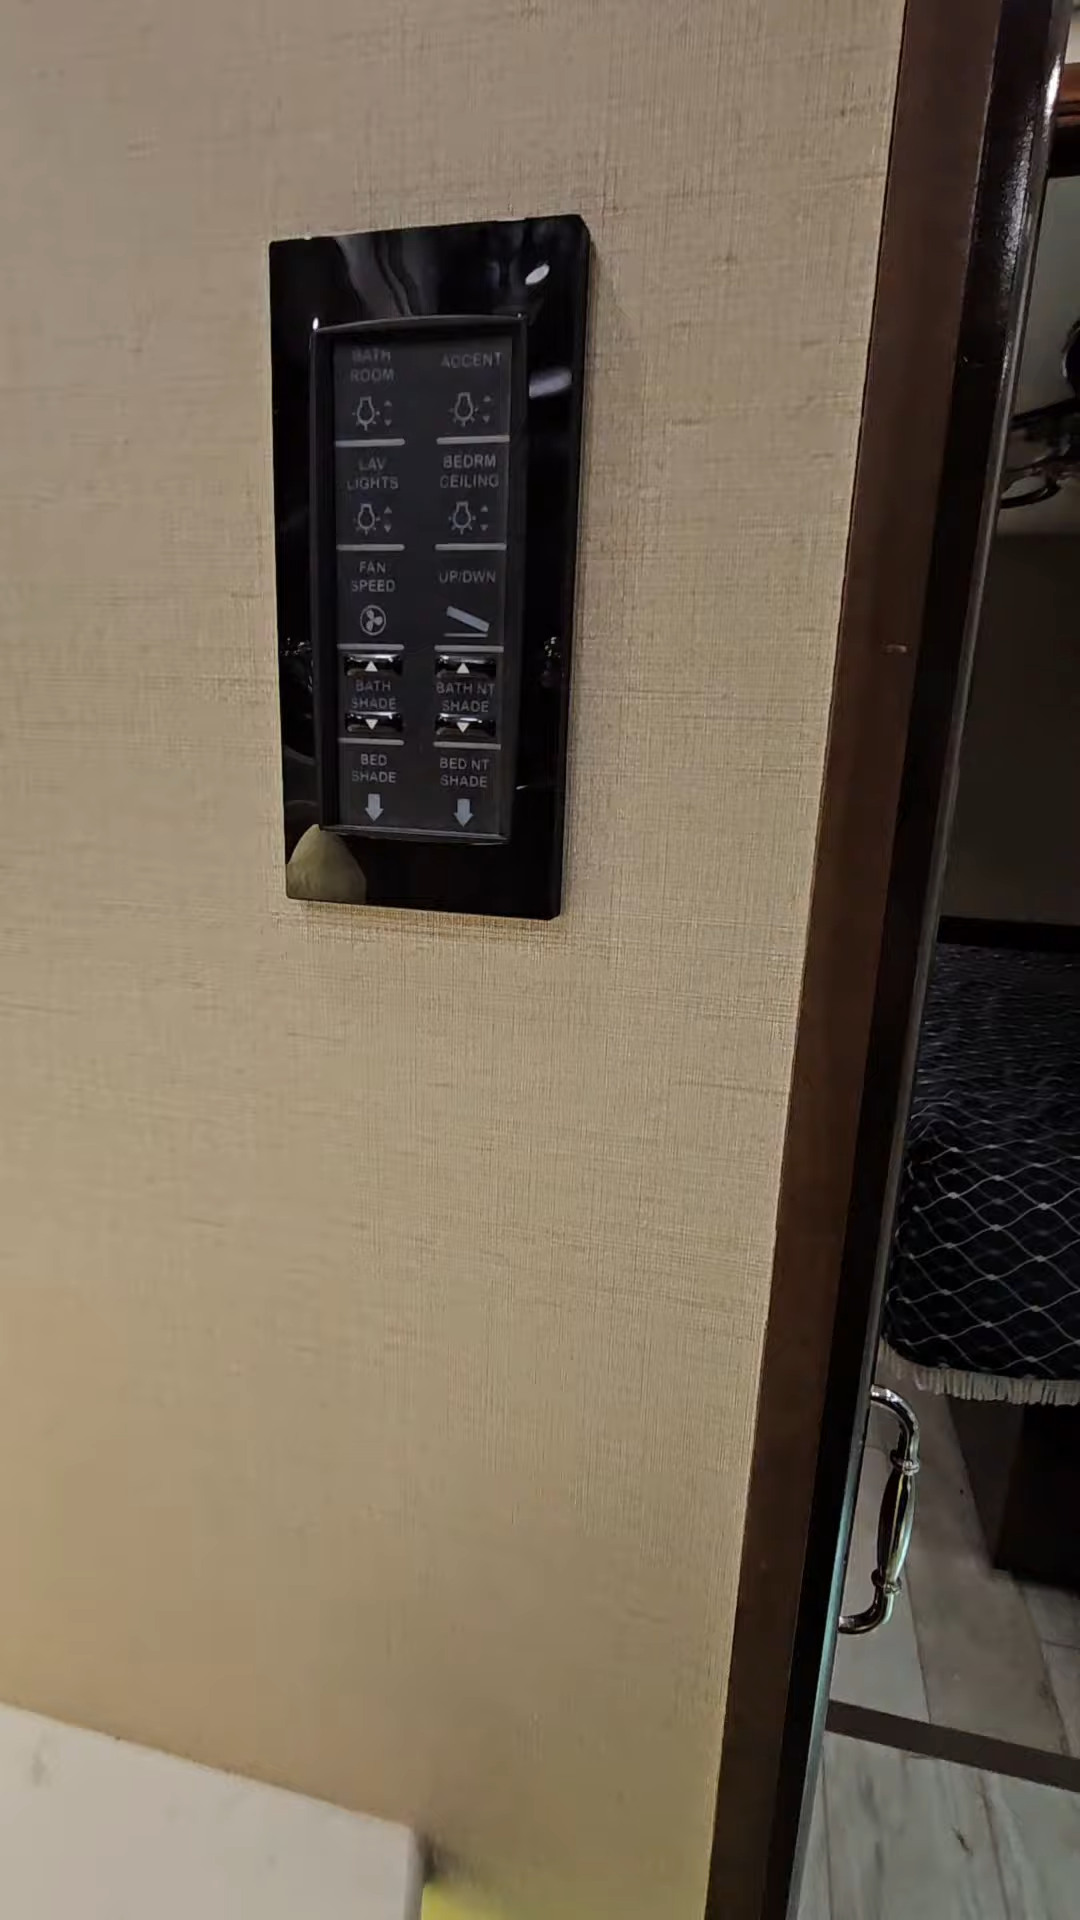 BATH
ROOM
ACCENT
LAV
LIGHTS
BEDRM
CEILING
FAN
SPEED
UP/DWN
BATH
SHADE
BATH NT
SHADE
BED
SHADE
BED NT
SHADE